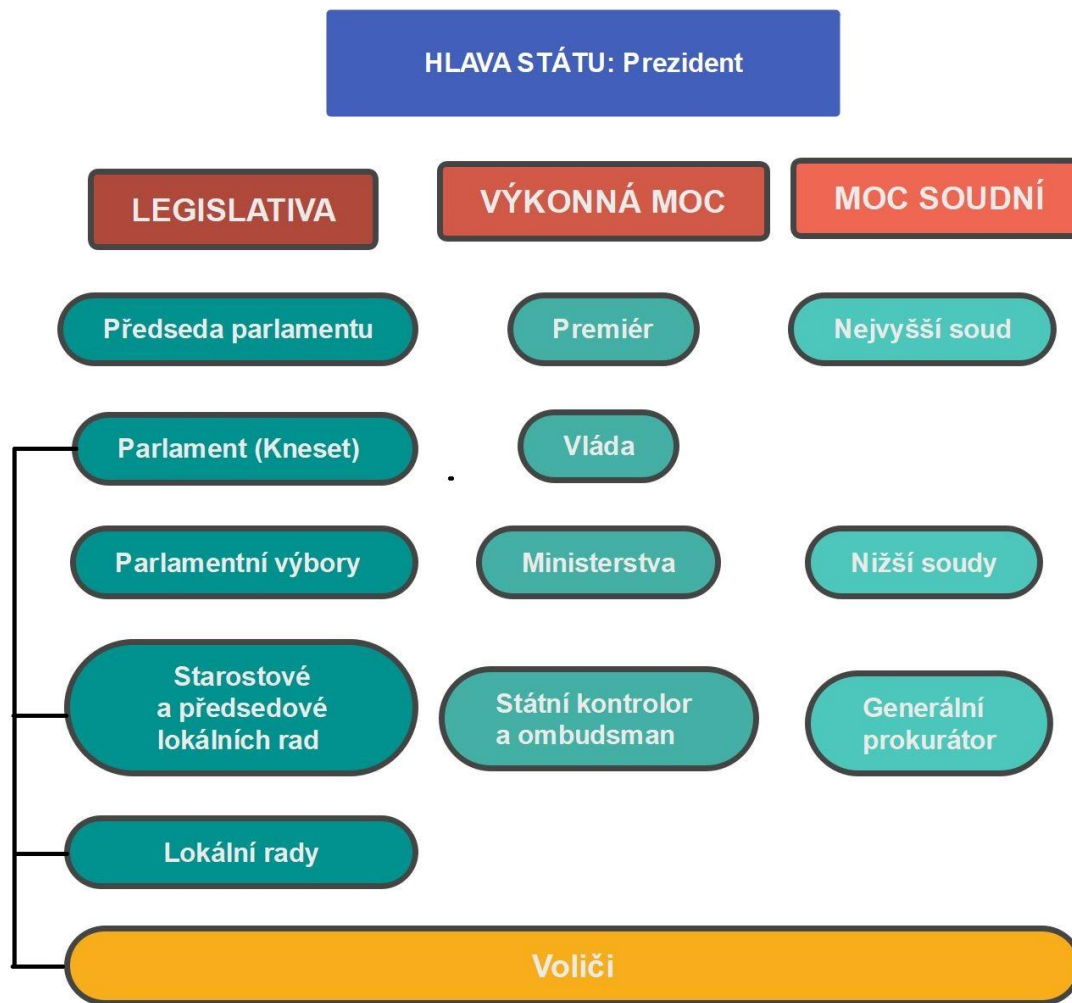 HLAVA STÁTU: Prezident
LEGISLATIVA
VÝKONNÁ MOC
MOC SOUDNÍ
Předseda parlamentu
Premiér
Nejvyšší soud
Parlament (Kneset)
Vláda
Parlamentní výbory
Ministerstva
Nižší soudy
Starostové
a předsedové
lokálních rad
Státní kontrolor
a ombudsman
Generální
prokurátor
Lokální rady
Voliči